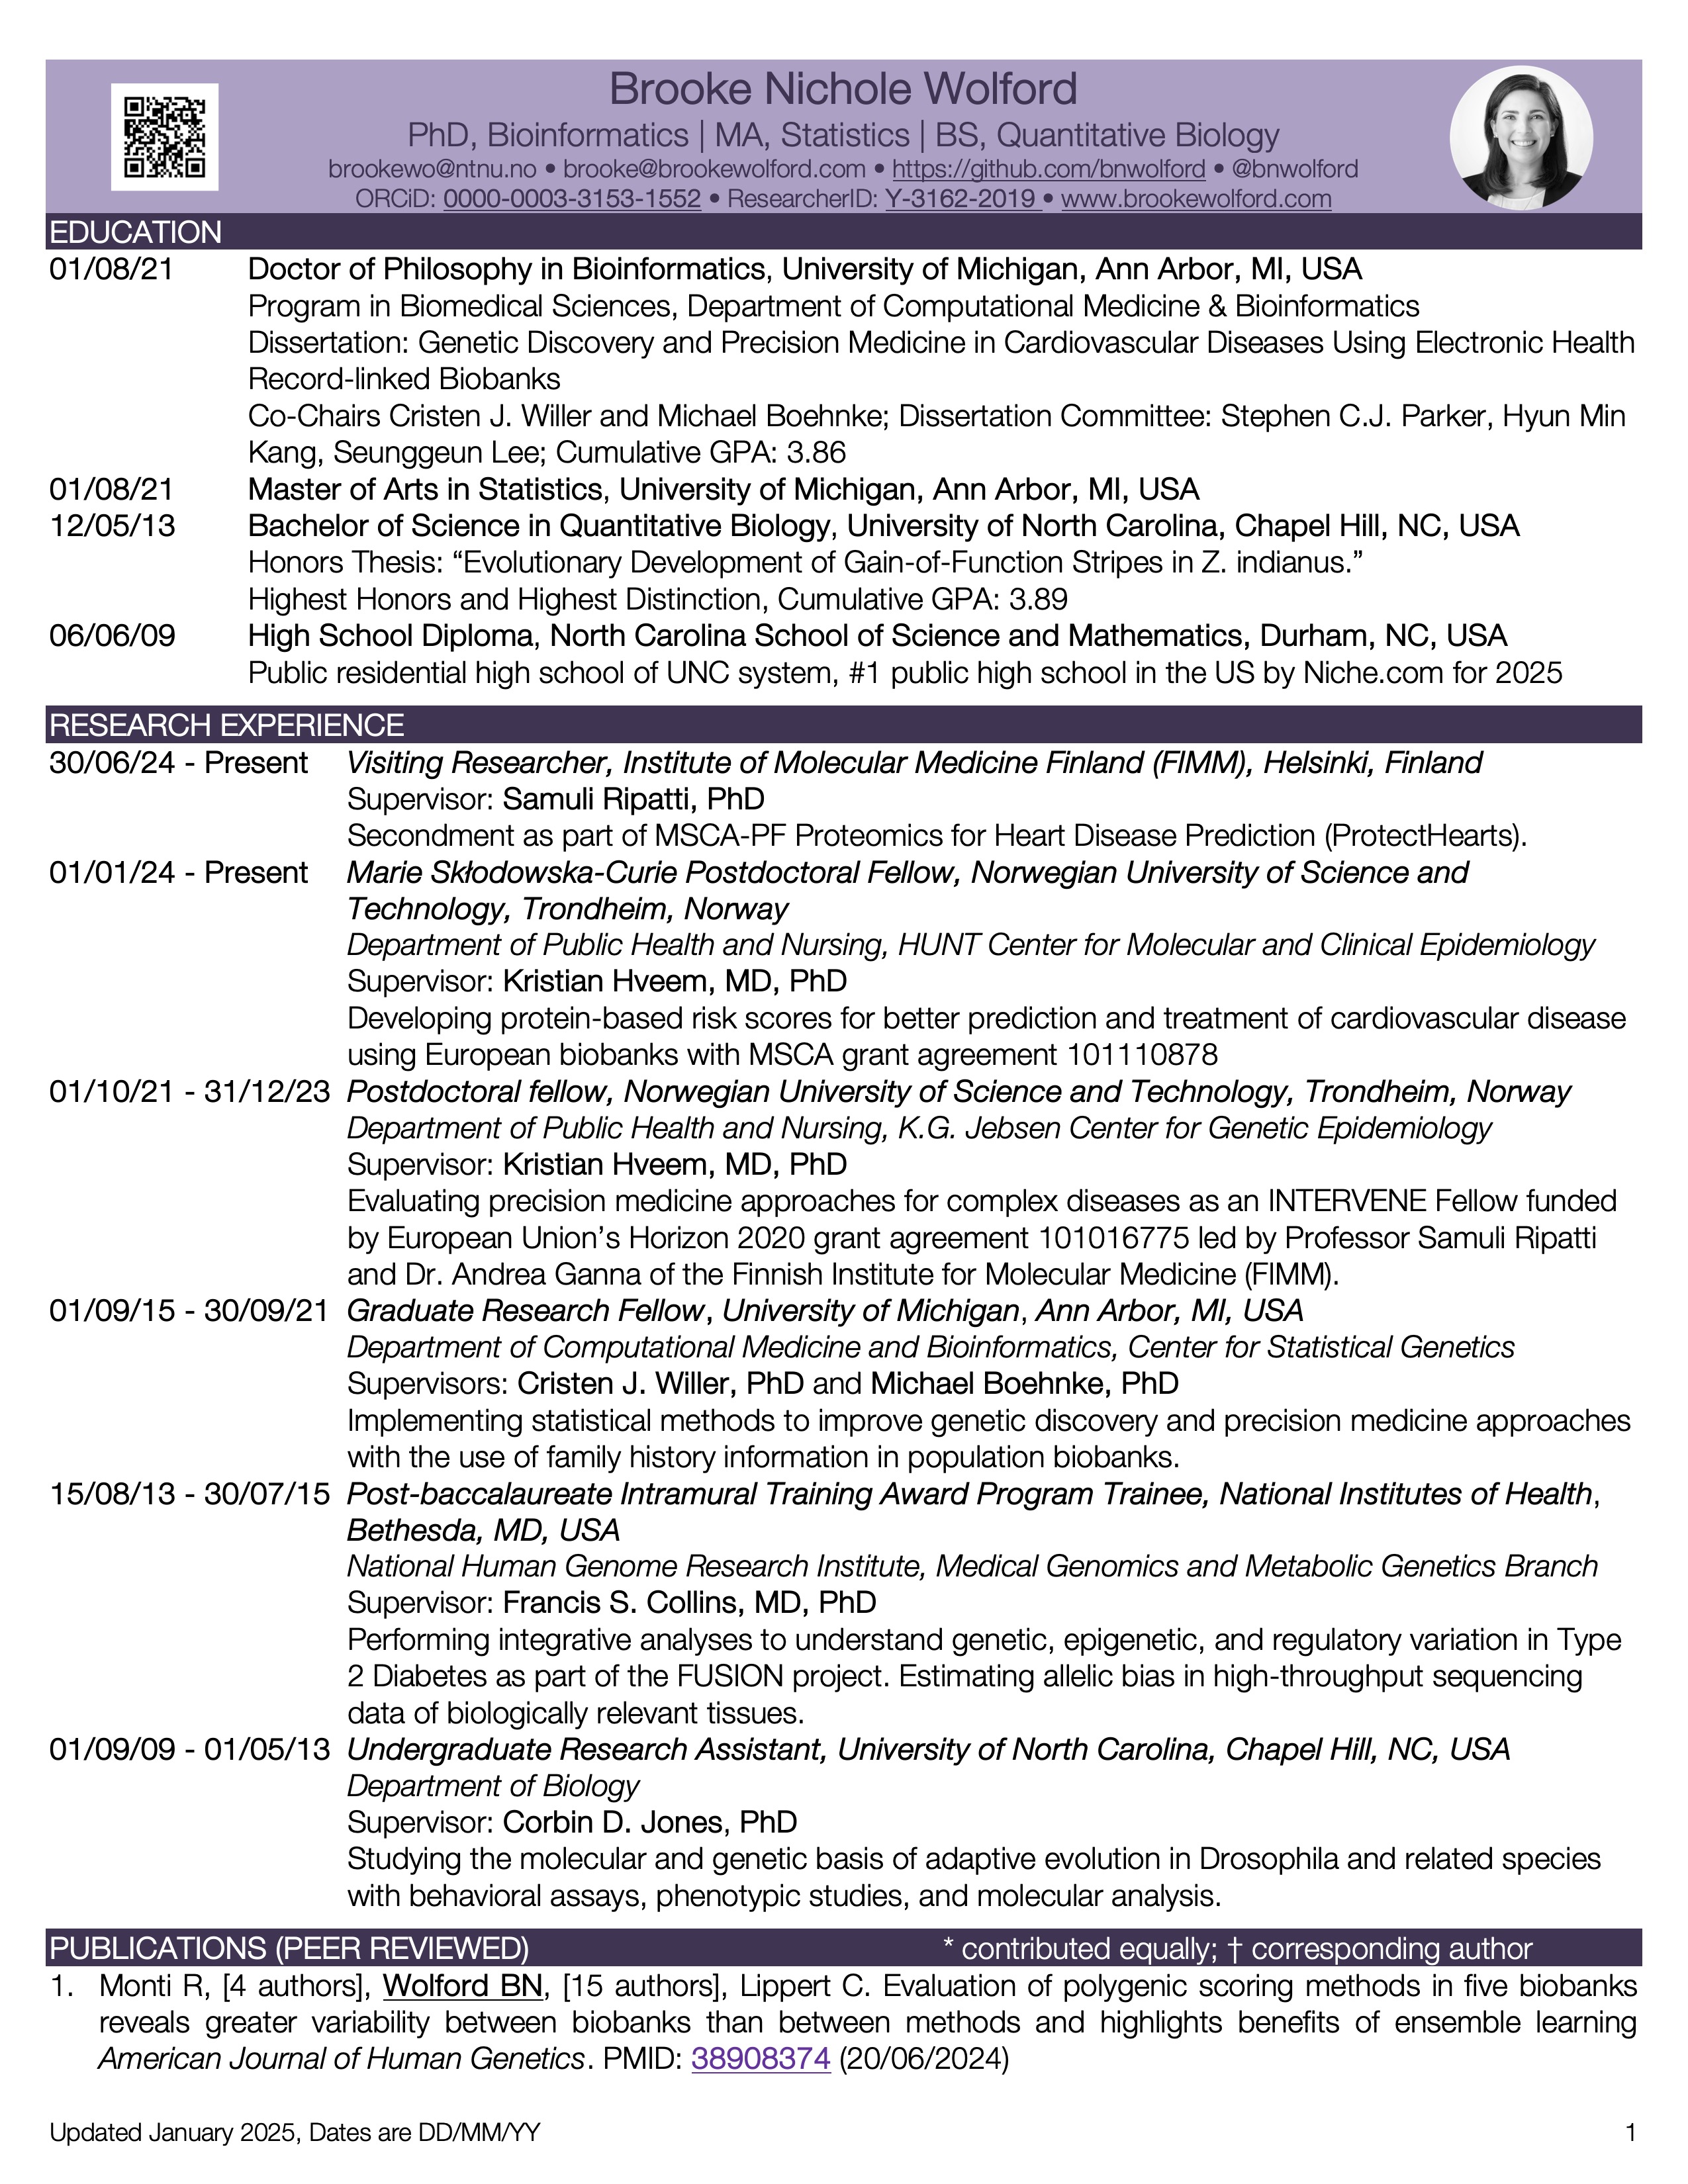 Brooke Nichole Wolford
PhD, Bioinformatics | MA, Statistics | BS, Quantitative Biology
brookewo@ntnu.no • brooke@brookewolford.com • https://github.com/bnwolford • @bnwolford
ORCiD: 0000-0003-3153-1552 • ResearcherID: Y-3162-2019 • www.brookewolford.com
EDUCATION
01/08/21 Doctor of Philosophy in Bioinformatics, University of Michigan, Ann Arbor, MI, USA
Program in Biomedical Sciences, Department of Computational Medicine & Bioinformatics
Dissertation: Genetic Discovery and Precision Medicine in Cardiovascular Diseases Using Electronic Health
Record-linked Biobanks
Co-Chairs Cristen J. Willer and Michael Boehnke; Dissertation Committee: Stephen C.J. Parker, Hyun Min
Kang, Seunggeun Lee; Cumulative GPA: 3.86
01/08/21 Master of Arts in Statistics, University of Michigan, Ann Arbor, MI, USA
12/05/13 Bachelor of Science in Quantitative Biology, University of North Carolina, Chapel Hill, NC, USA
Honors Thesis: “Evolutionary Development of Gain-of-Function Stripes in Z. indianus.”
Highest Honors and Highest Distinction, Cumulative GPA: 3.89
06/06/09 High School Diploma, North Carolina School of Science and Mathematics, Durham, NC, USA
Public residential high school of UNC system, #1 public high school in the US by Niche.com for 2025
RESEARCH EXPERIENCE
30/06/24 - Present Visiting Researcher, Institute of Molecular Medicine Finland (FIMM), Helsinki, Finland
Supervisor: Samuli Ripatti, PhD
Secondment as part of MSCA-PF Proteomics for Heart Disease Prediction (ProtectHearts).
01/01/24 - Present Marie Skłodowska-Curie Postdoctoral Fellow, Norwegian University of Science and
Technology, Trondheim, Norway
Department of Public Health and Nursing, HUNT Center for Molecular and Clinical Epidemiology
Supervisor: Kristian Hveem, MD, PhD
Developing protein-based risk scores for better prediction and treatment of cardiovascular disease
using European biobanks with MSCA grant agreement 101110878
01/10/21 - 31/12/23 Postdoctoral fellow, Norwegian University of Science and Technology, Trondheim, Norway
Department of Public Health and Nursing, K.G. Jebsen Center for Genetic Epidemiology
Supervisor: Kristian Hveem, MD, PhD
Evaluating precision medicine approaches for complex diseases as an INTERVENE Fellow funded
by European Union’s Horizon 2020 grant agreement 101016775 led by Professor Samuli Ripatti
and Dr. Andrea Ganna of the Finnish Institute for Molecular Medicine (FIMM).
01/09/15 - 30/09/21 Graduate Research Fellow, University of Michigan, Ann Arbor, MI, USA
Department of Computational Medicine and Bioinformatics, Center for Statistical Genetics
Supervisors: Cristen J. Willer, PhD and Michael Boehnke, PhD
Implementing statistical methods to improve genetic discovery and precision medicine approaches
with the use of family history information in population biobanks.
15/08/13 - 30/07/15 Post-baccalaureate Intramural Training Award Program Trainee, National Institutes of Health,
Bethesda, MD, USA
National Human Genome Research Institute, Medical Genomics and Metabolic Genetics Branch
Supervisor: Francis S. Collins, MD, PhD
Performing integrative analyses to understand genetic, epigenetic, and regulatory variation in Type
2 Diabetes as part of the FUSION project. Estimating allelic bias in high-throughput sequencing
data of biologically relevant tissues.
01/09/09 - 01/05/13 Undergraduate Research Assistant, University of North Carolina, Chapel Hill, NC, USA
Department of Biology
Supervisor: Corbin D. Jones, PhD
Studying the molecular and genetic basis of adaptive evolution in Drosophila and related species
with behavioral assays, phenotypic studies, and molecular analysis.
PUBLICATIONS (PEER REVIEWED) * contributed equally; † corresponding author
1. Monti R, [4 authors], Wolford BN, [15 authors], Lippert C. Evaluation of polygenic scoring methods in five biobanks
reveals greater variability between biobanks than between methods and highlights benefits of ensemble learning
American Journal of Human Genetics. PMID: 38908374 (20/06/2024)
Updated January 2025, Dates are DD/MM/YY 1